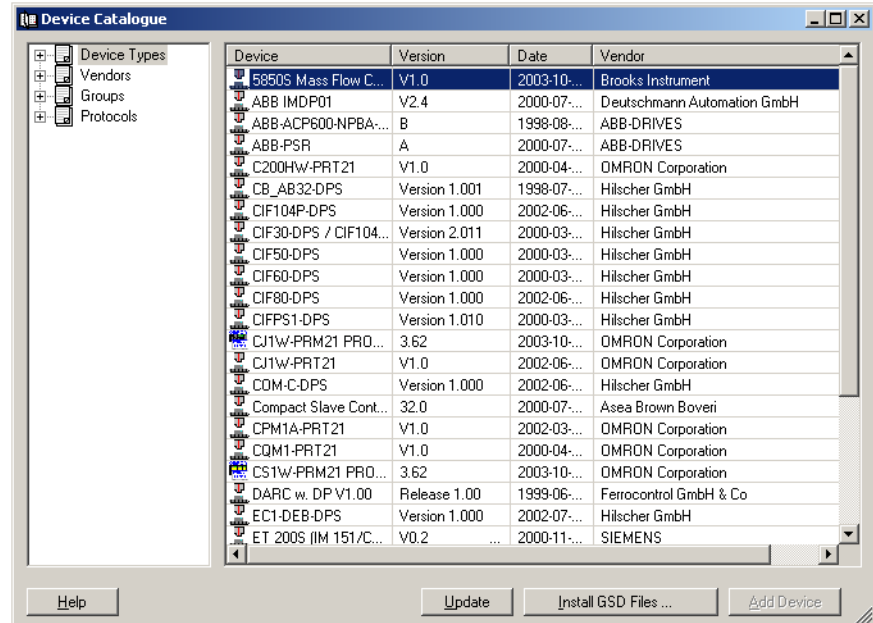 Device Catalogue
Device Types
Vendors
Groups
Protocols
Device Version Date Vendor
5850S Mass Flow C... V1.0 2003-10-... Brooks Instrument
ABB IMDP01 V2.4 2000-07-... Deutschmann Automation GmbH
ABB-ACP600-NPBA-... B 1998-08-... ABB-DRIVES
ABB-PSR A 2000-07-... ABB-DRIVES
C200HW-PRT21 V1.0 2000-04-... OMRON Corporation
CB_AB32-DPS Version 1.001 1998-07-... Hilscher GmbH
CIF104P-DPS Version 1.000 2002-06-... Hilscher GmbH
CIF30-DPS / CIF104... Version 2.011 2000-03-... Hilscher GmbH
CIF50-DPS Version 1.000 2000-03-... Hilscher GmbH
CIF60-DPS Version 1.000 2000-03-... Hilscher GmbH
CIF80-DPS Version 1.000 2002-06-... Hilscher GmbH
CIFPS1-DPS Version 1.010 2000-03-... Hilscher GmbH
CJ1W-PRM21 PRO... 3.62 2003-10-... OMRON Corporation
CJ1W-PRT21 V1.0 2002-06-... OMRON Corporation
COM-C-DPS Version 1.000 2002-06-... Hilscher GmbH
Compact Slave Cont... 32.0 2000-07-... Asea Brown Boveri
CPM1A-PRT21 V1.0 2002-03-... OMRON Corporation
CQM1-PRT21 V1.0 2000-04-... OMRON Corporation
CS1W-PRM21 PRO... 3.62 2003-10-... OMRON Corporation
DARC w. DP V1.00 Release 1.00 1999-06-... Ferrocontrol GmbH & Co
EC1-DEB-DPS Version 1.000 2002-07-... Hilscher GmbH
ET 200S (IM 151/C... V0.2 ... 2000-11-... SIEMENS
Help Update Install GSD Files ... Add Device